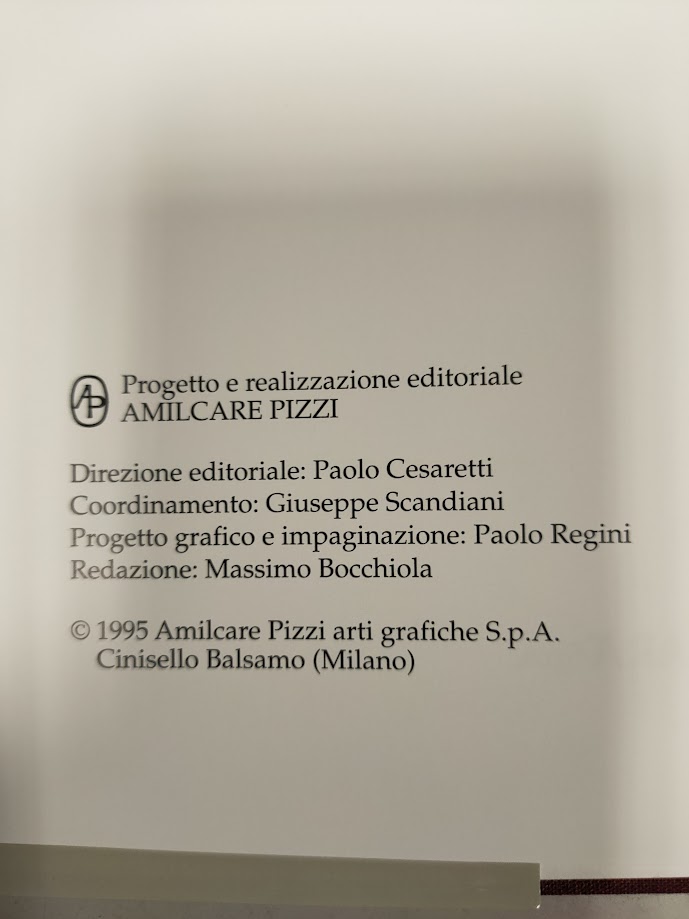 AP Progetto e realizzazione editoriale
AMILCARE PIZZI
Direzione editoriale: Paolo Cesaretti
Coordinamento: Giuseppe Scandiani
Progetto grafico e impaginazione: Paolo Regini
Redazione: Massimo Bocchiola
© 1995 Amilcare Pizzi arti grafiche S.p.A.
Cinisello Balsamo (Milano)